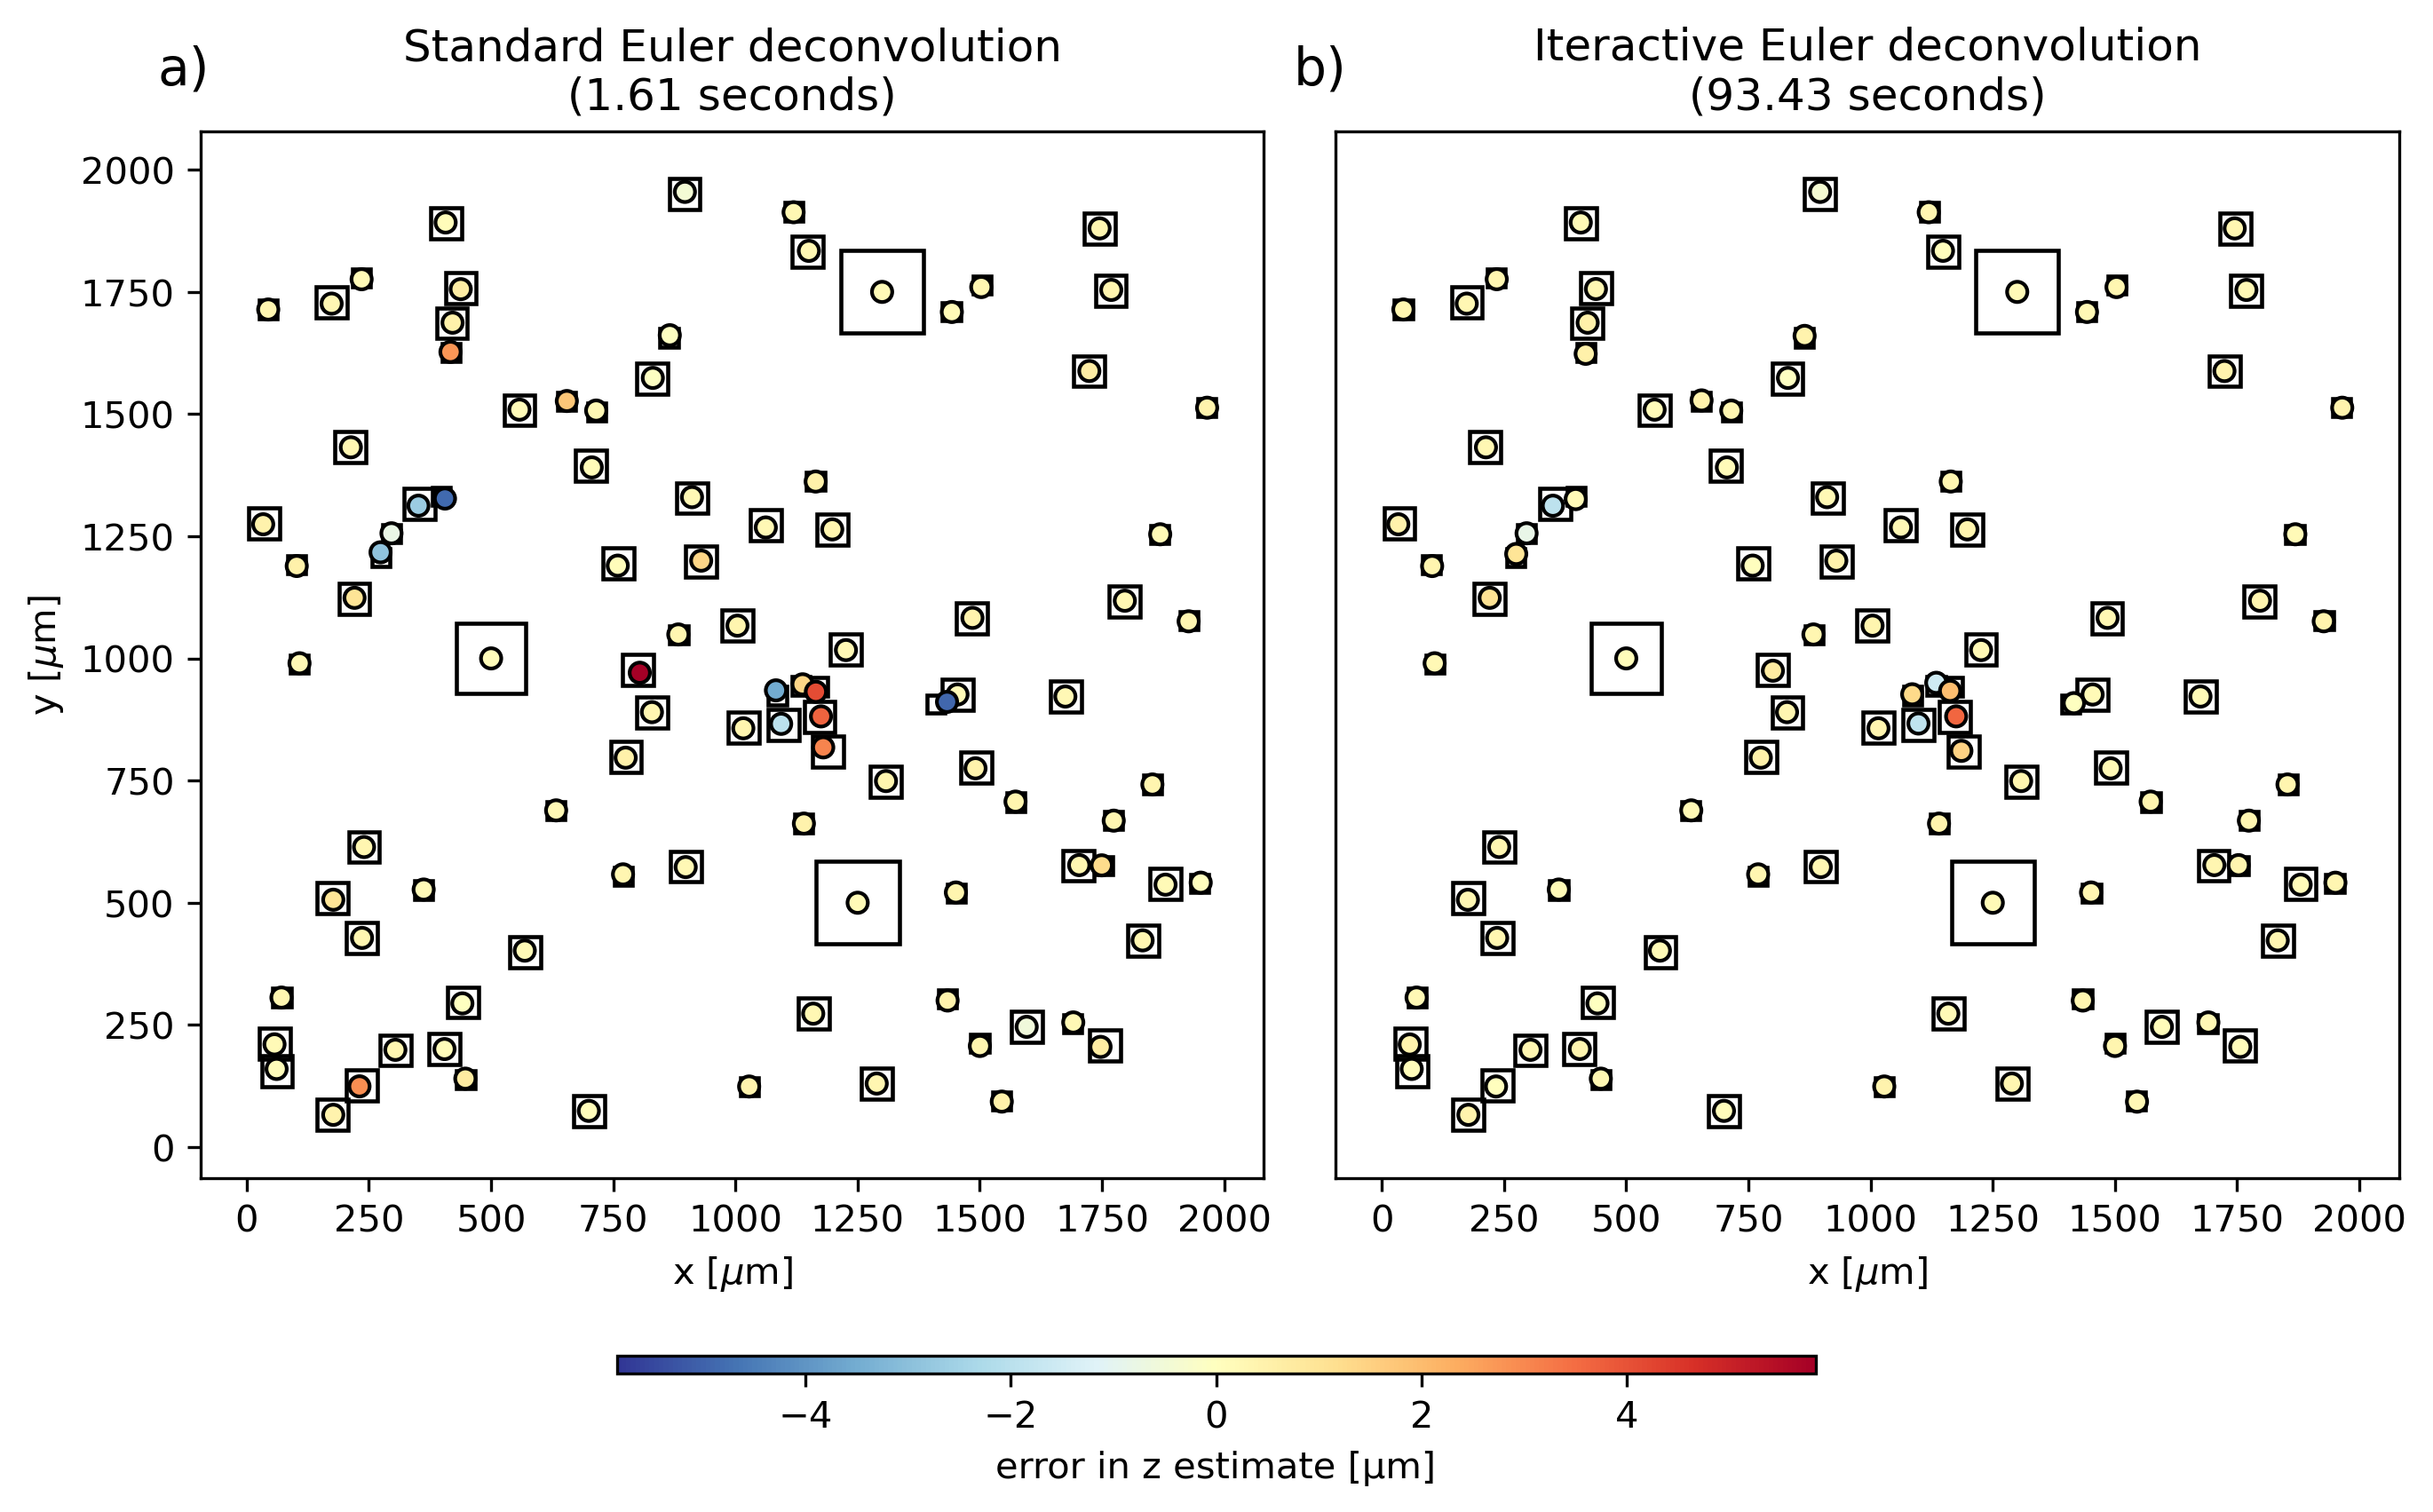 a)
Standard Euler deconvolution
(1.61 seconds)
b)
Iteractive Euler deconvolution
(93.43 seconds)
2000
1750
1500
1250
1000
750
500
250
0
y [μm]
0 250 500 750 1000 1250 1500 1750 2000
x [μm]
0 250 500 750 1000 1250 1500 1750 2000
x [μm]
−4 −2 0 2 4
error in z estimate [µm]